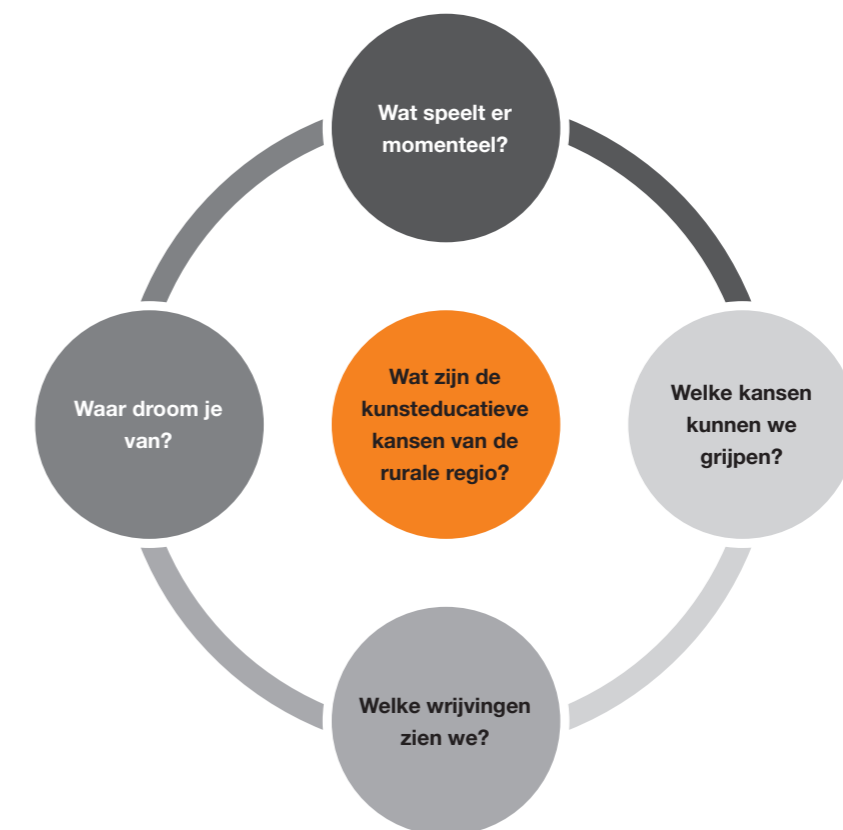 Wat speelt er
momenteel?
Waar droom je
van?
Wat zijn de
kunsteducatieve
kansen van de
rurale regio?
Welke kansen
kunnen we
grijpen?
Welke wrijvingen
zien we?